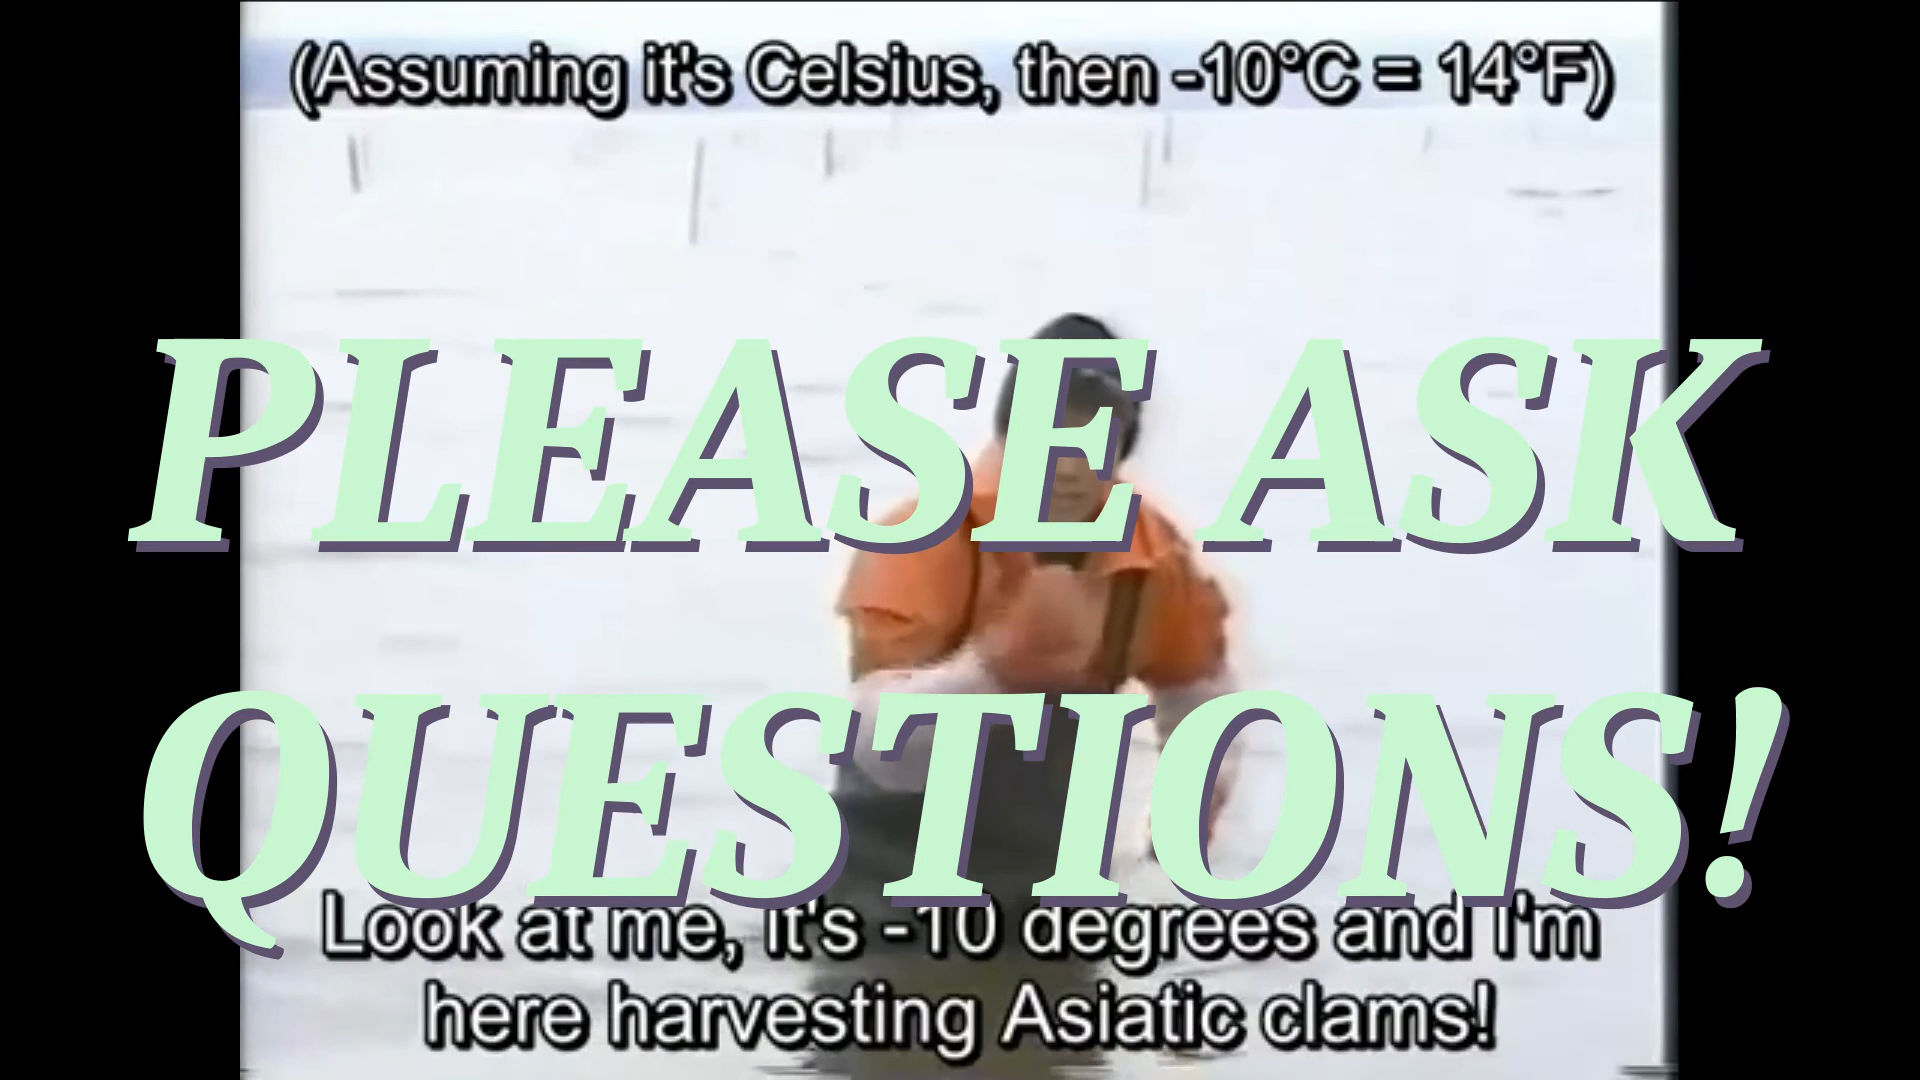 (Assuming it's Celsius, then -10°C = 14°F)
PLEASE ASK
QUESTIONS!
Look at me, it's -10 degrees and I'm
here harvesting Asiatic clams!